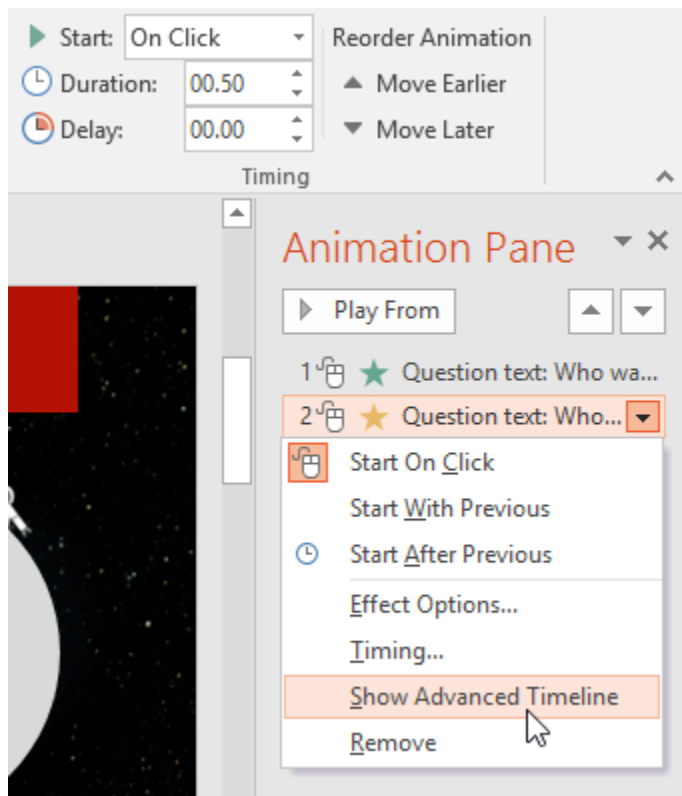 Start: On Click Reorder Animation
Duration: 00.50 Move Earlier
Delay: 00.00 Move Later
Timing
Animation Pane
Play From
1 Question text: Who wa...
2 Question text: Who...
Start On Click
Start With Previous
Start After Previous
Effect Options...
Timing...
Show Advanced Timeline
Remove